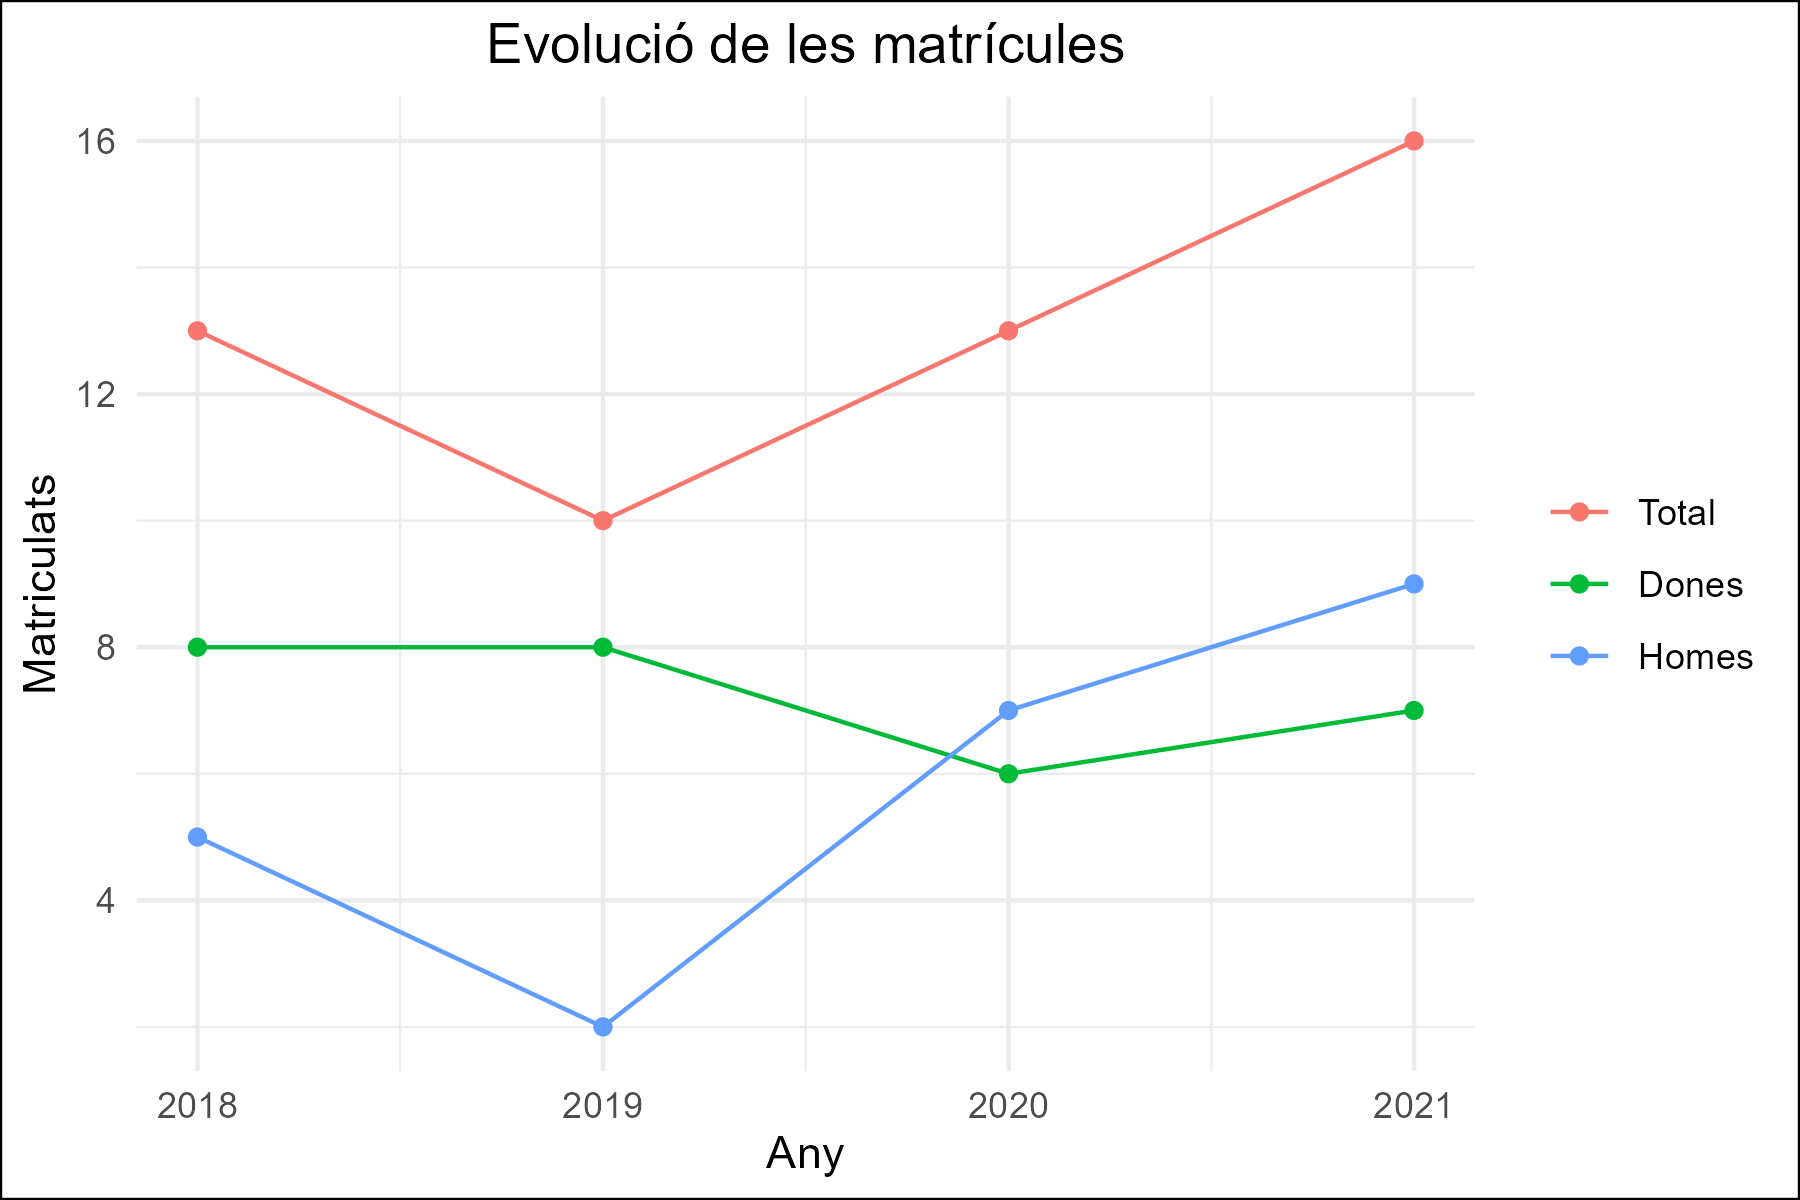 Evolució de les matrícules
16
12
8
4
Matriculats
2018
2019
2020
2021
Any
Total
Dones
Homes